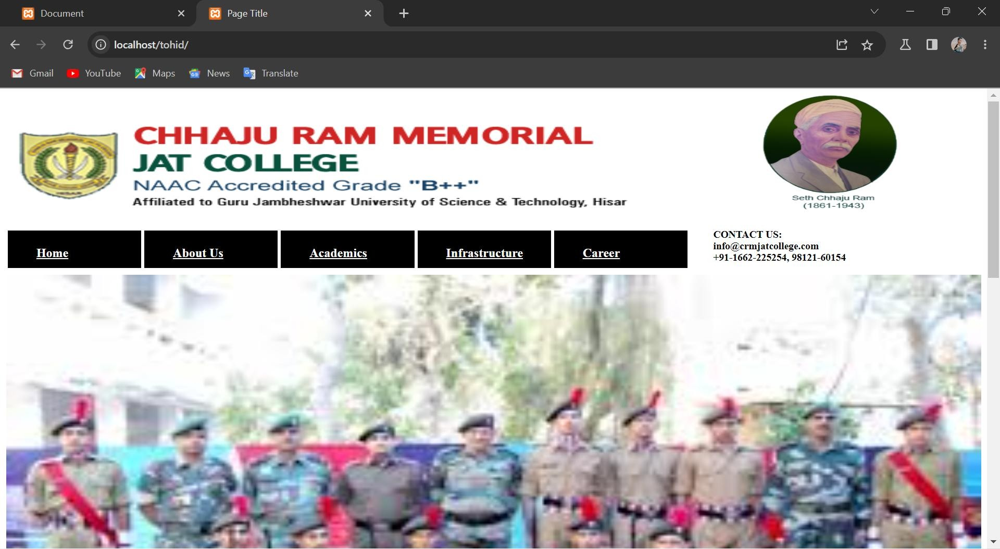 Document
Page Title
localhost/tohid/
Gmail
YouTube
Maps
News
Translate
CHHAJU RAM MEMORIAL
JAT COLLEGE
NAAC Accredited Grade "B++"
Affiliated to Guru Jambheshwar University of Science & Technology, Hisar
HISAR
Seth Chhaju Ram
(1861-1943)
Home
About Us
Academics
Infrastructure
Career
CONTACT US:
info@crmjatcollege.com
+91-1662-225254, 98121-60154